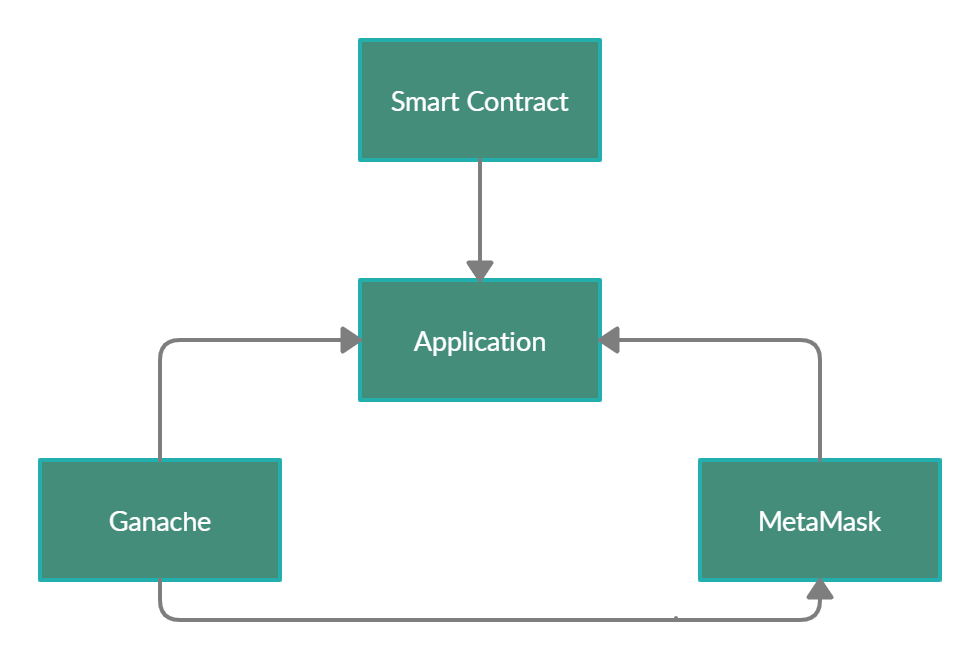 Smart Contract
Application
Ganache
MetaMask